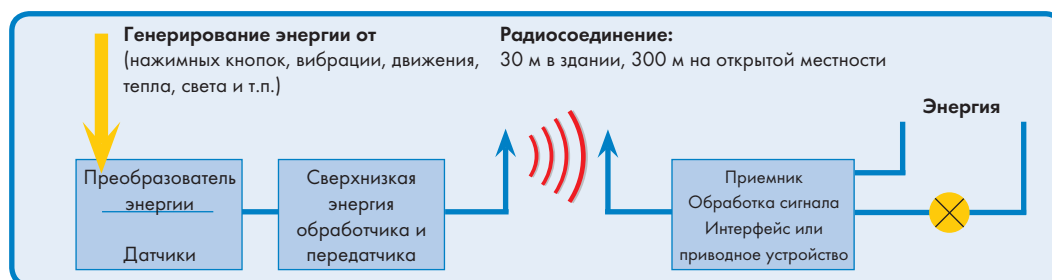 Генерирование энергии от
(нажимных кнопок, вибрации, движения,
тепла, света и т.п.)
Радиосоединение:
30 м в здании, 300 м на открытой местности
Энергия
Преобразователь
энергии
Датчики
Сверхнизкая
энергия
обработчика и
передатчика
Приемник
Обработка сигнала
Интерфейс или
приводное устройство